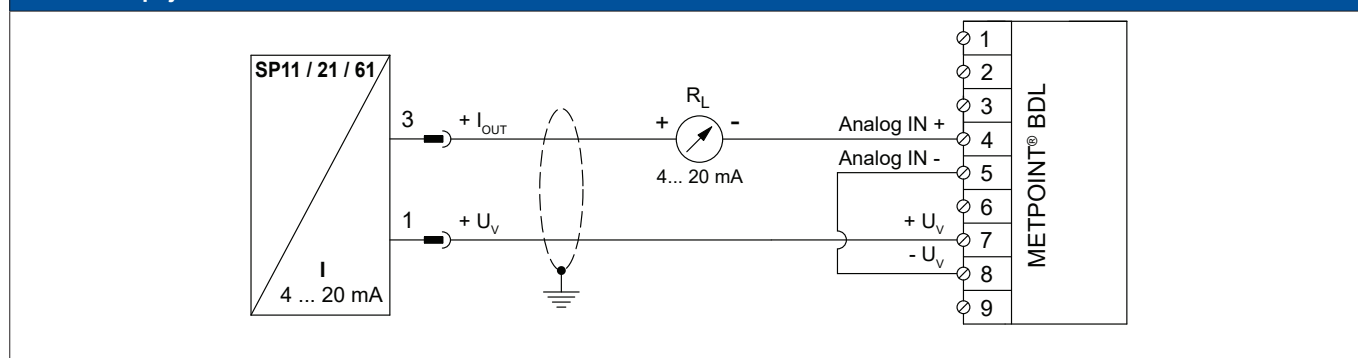 SP11 / 21 / 61
3
+ I_OUT
+
R_L
-
4... 20 mA
Analog IN +
Analog IN -
1
+ U_V
+ U_V
- U_V
I
4 ... 20 mA
1
2
3
4
5
6
7
8
9
METPOINT® BDL